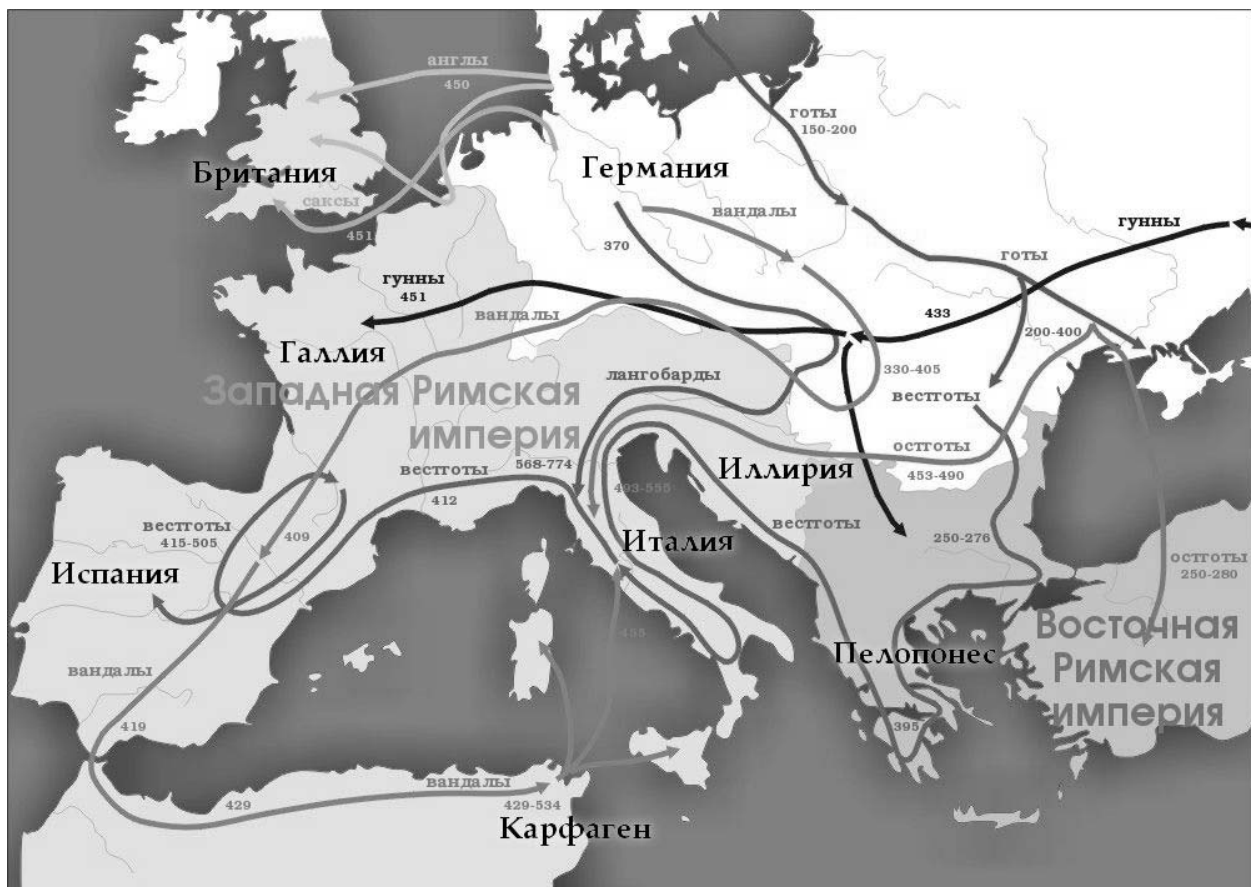 англы
450
готы
150-200
Британия
Германия
саксы
451
вандалы
370
гунны
готы
гунны
451
433
вандалы
200-400
Галлия
330-405
Западная Римская
империя
лангобарды
вестготы
остготы
453-490
568-774
вестготы
412
493-555
Иллирия
вестготы
415-505
409
вестготы
250-276
Италия
Испания
остготы
250-280
455
Восточная
Римская
империя
Пелопонес
вандалы
419
395
вандалы
429
429-534
Карфаген